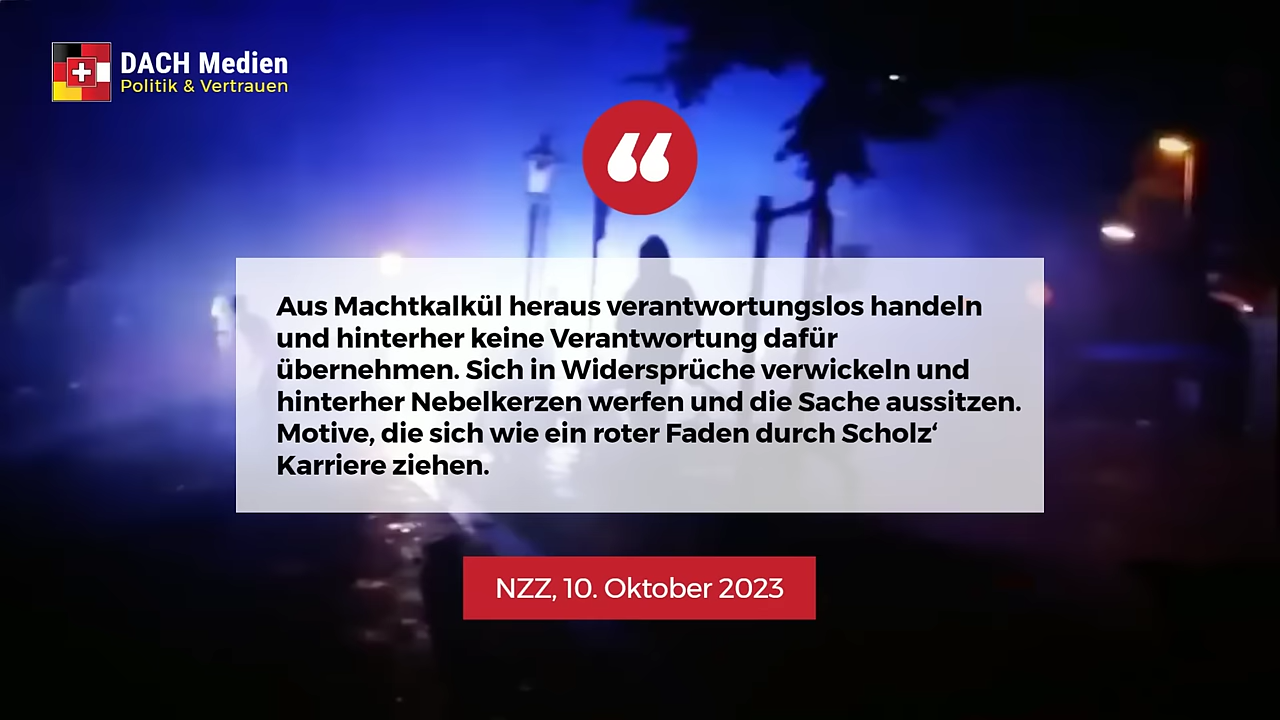 DACH Medien
Politik & Vertrauen
“
Aus Machtkalkül heraus verantwortungslos handeln
und hinterher keine Verantwortung dafür
übernehmen. Sich in Widersprüche verwickeln und
hinterher Nebelkerzen werfen und die Sache aussitzen.
Motive, die sich wie ein roter Faden durch Scholz‘
Karriere ziehen.
NZZ, 10. Oktober 2023